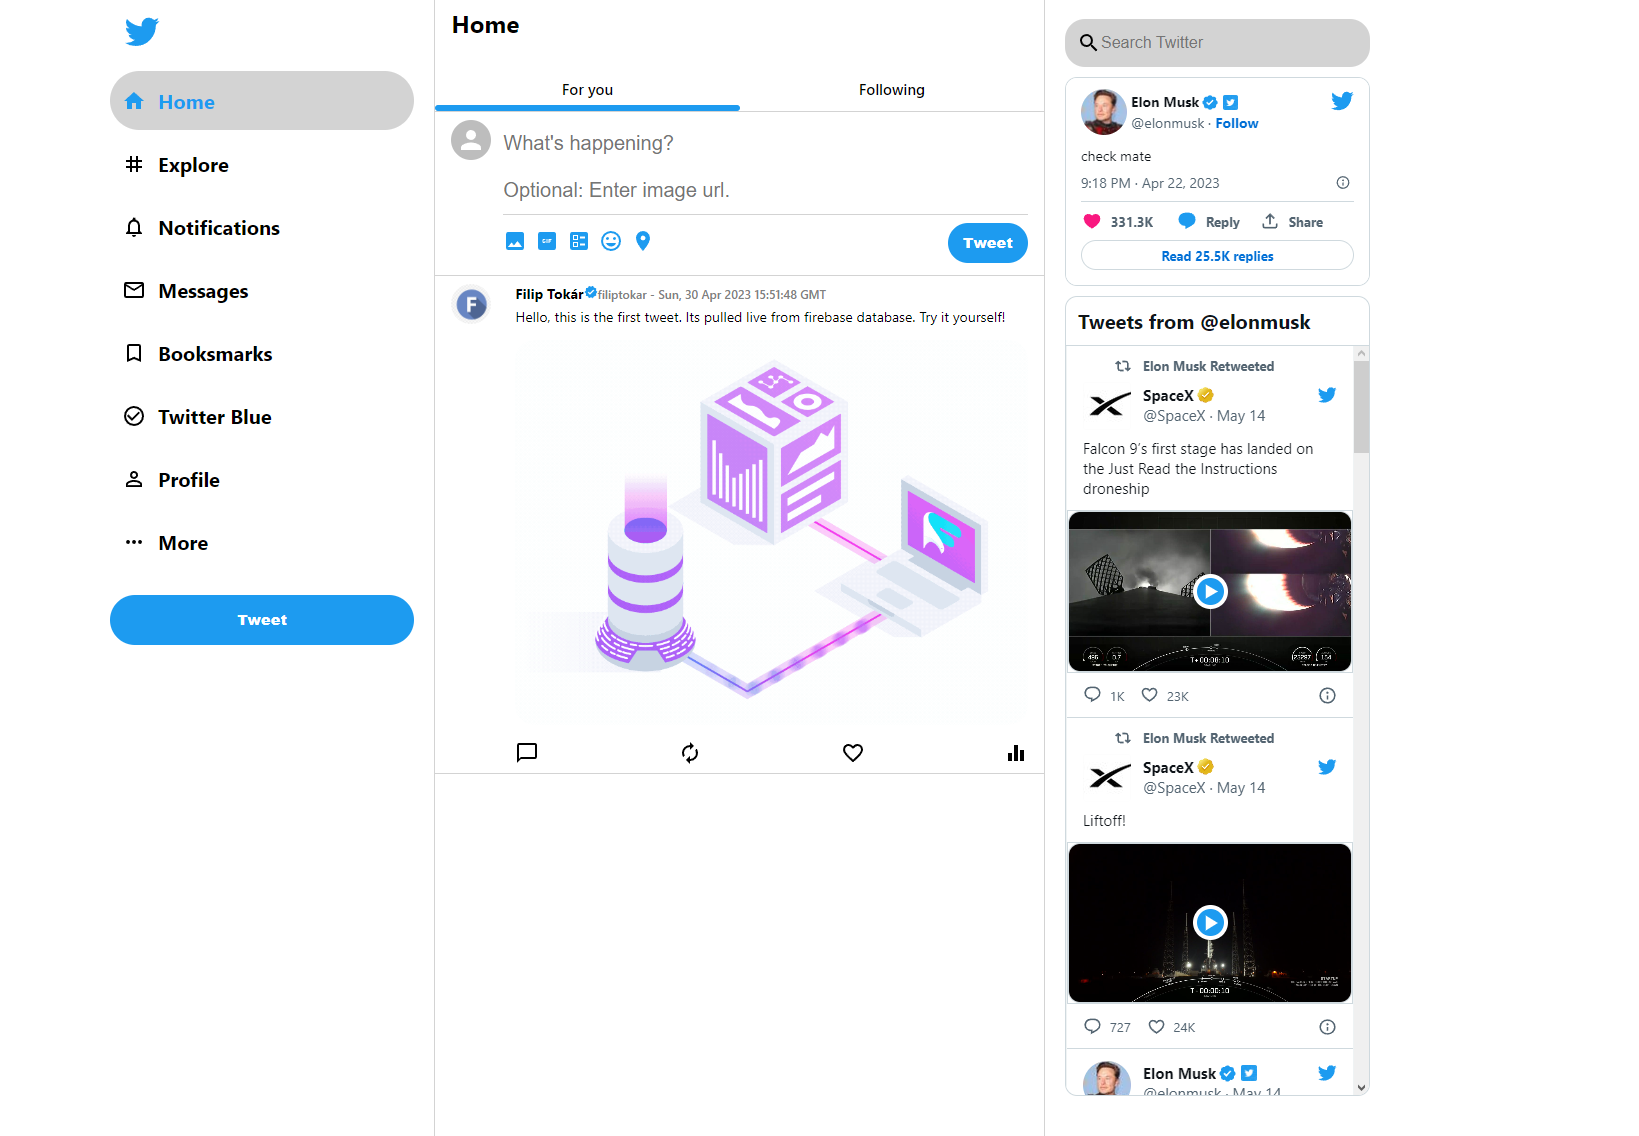 Home
Explore
Notifications
Messages
Booksmarks
Twitter Blue
Profile
More
Tweet
Home
For you
Following
What's happening?
Optional: Enter image url.
GIF
Tweet
F
Filip Tokár filiptokar - Sun, 30 Apr 2023 15:51:48 GMT
Hello, this is the first tweet. Its pulled live from firebase database. Try it yourself!
Search Twitter
Elon Musk
@elonmusk · Follow
check mate
9:18 PM · Apr 22, 2023
331.3K Reply Share
Read 25.5K replies
Tweets from @elonmusk
Elon Musk Retweeted
SpaceX
@SpaceX · May 14
Falcon 9’s first stage has landed on
the Just Read the Instructions
droneship
T+00:08:10
1K 23K
Elon Musk Retweeted
SpaceX
@SpaceX · May 14
Liftoff!
STARTUP
T-00:00:10
727 24K
Elon Musk
@elonmusk · May 14